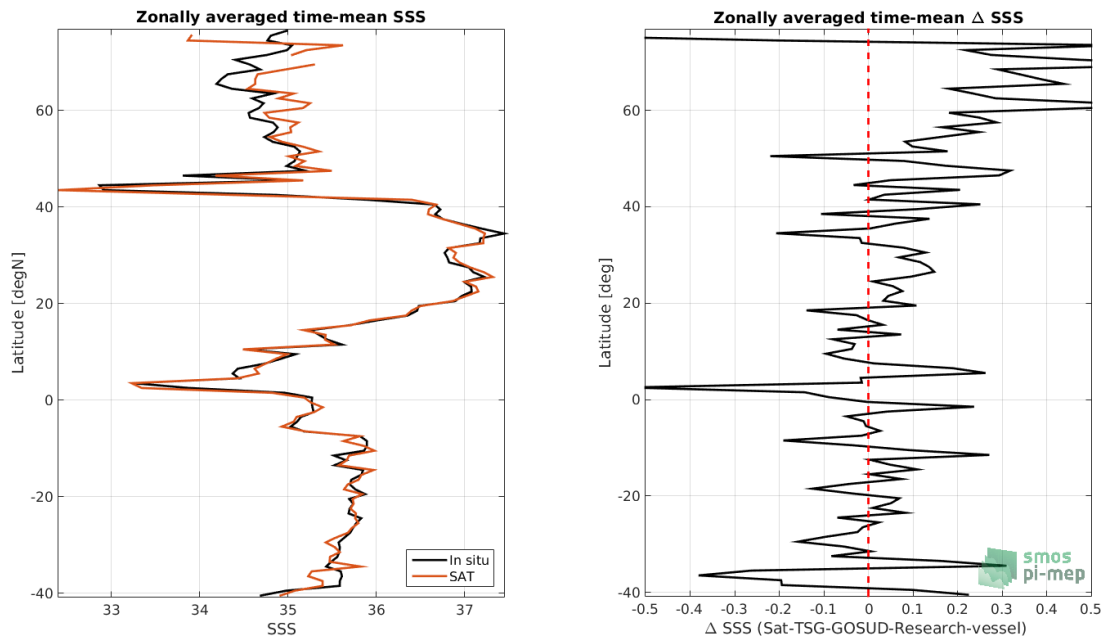 Zonally averaged time-mean SSS
60
40
20
0
-20
-40
Latitude [degN]
33
34
35
36
37
SSS
In situ
SAT
Zonally averaged time-mean Δ SSS
60
40
20
0
-20
-40
Latitude [deg]
-0.5
-0.4
-0.3
-0.2
-0.1
0
0.1
0.2
0.3
0.4
0.5
Δ SSS (Sat-TSG-GOSUD-Research-vessel)
smos
pi-mep